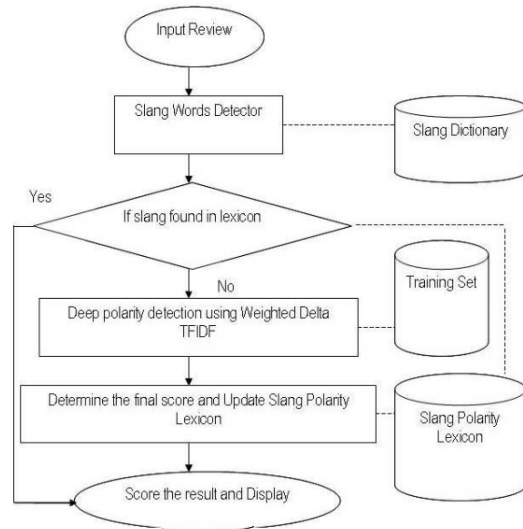 Input Review
Slang Words Detector
Slang Dictionary
Yes
If slang found in lexicon
No
Training Set
Deep polarity detection using Weighted Delta
TFIDF
Determine the final score and Update Slang Polarity
Lexicon
Slang Polarity
Lexicon
Score the result and Display